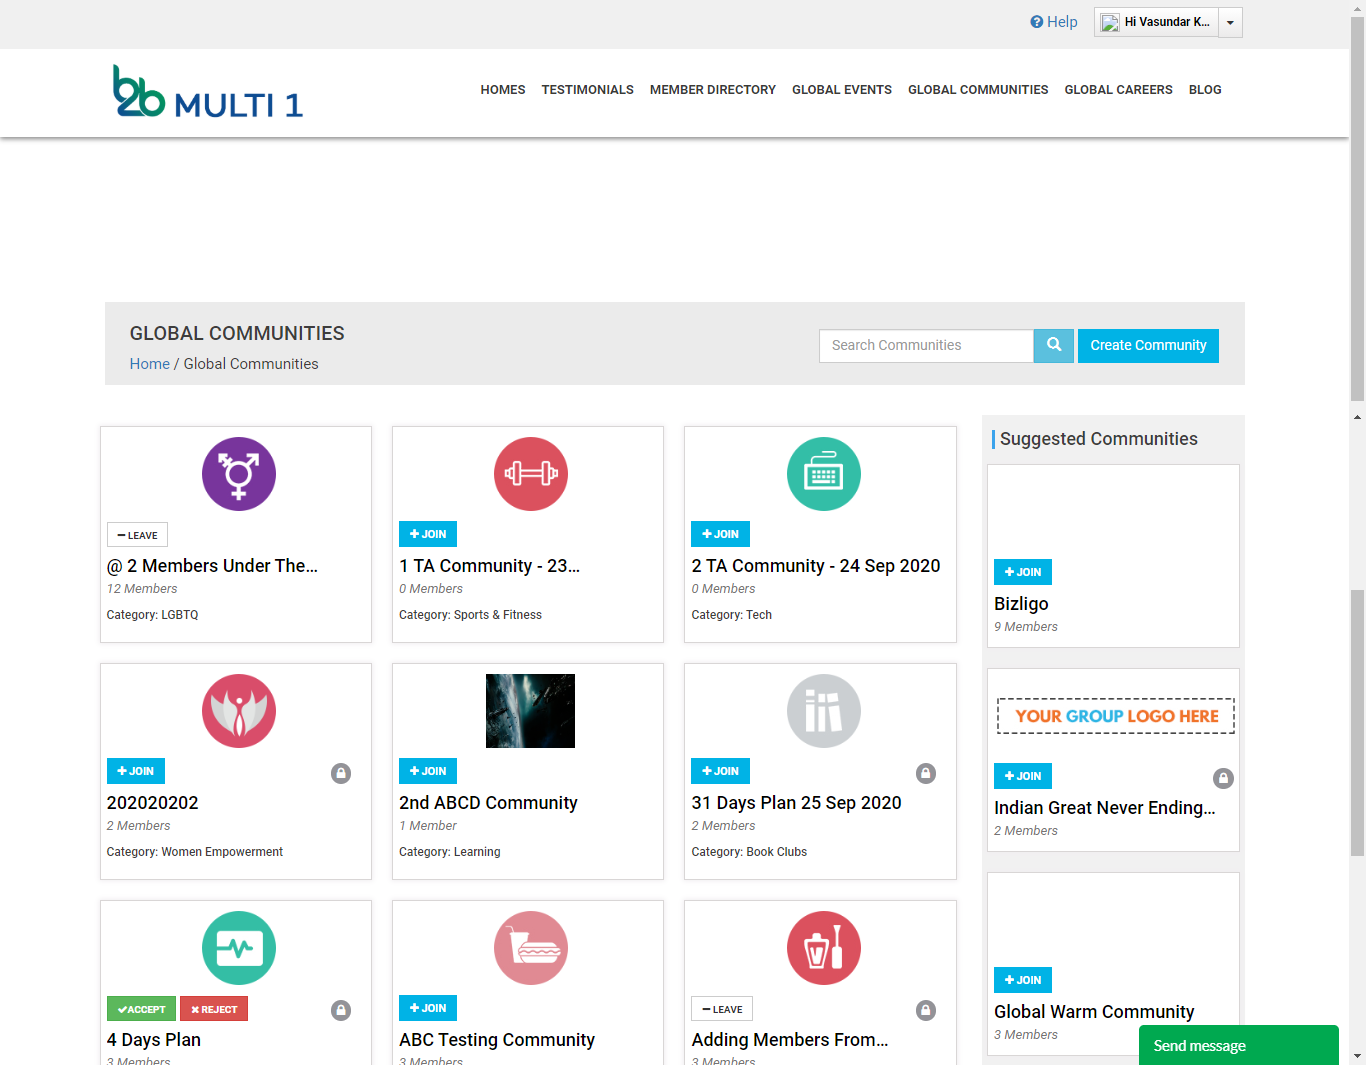 Help
Hi Vasundar K...
b2b MULTI 1
HOMES TESTIMONIALS MEMBER DIRECTORY GLOBAL EVENTS GLOBAL COMMUNITIES GLOBAL CAREERS BLOG
GLOBAL COMMUNITIES
Home / Global Communities
Search Communities
Create Community
LEAVE
@ 2 Members Under The...
12 Members
Category: LGBTQ
JOIN
1 TA Community - 23...
0 Members
Category: Sports & Fitness
JOIN
2 TA Community - 24 Sep 2020
0 Members
Category: Tech
JOIN
202020202
2 Members
Category: Women Empowerment
JOIN
2nd ABCD Community
1 Member
Category: Learning
JOIN
31 Days Plan 25 Sep 2020
2 Members
Category: Book Clubs
ACCEPT REJECT
4 Days Plan
3 Members
JOIN
ABC Testing Community
3 Members
LEAVE
Adding Members From...
3 Members
Suggested Communities
JOIN
Bizligo
9 Members
YOUR GROUP LOGO HERE
JOIN
Indian Great Never Ending...
2 Members
JOIN
Global Warm Community
3 Members
Send message